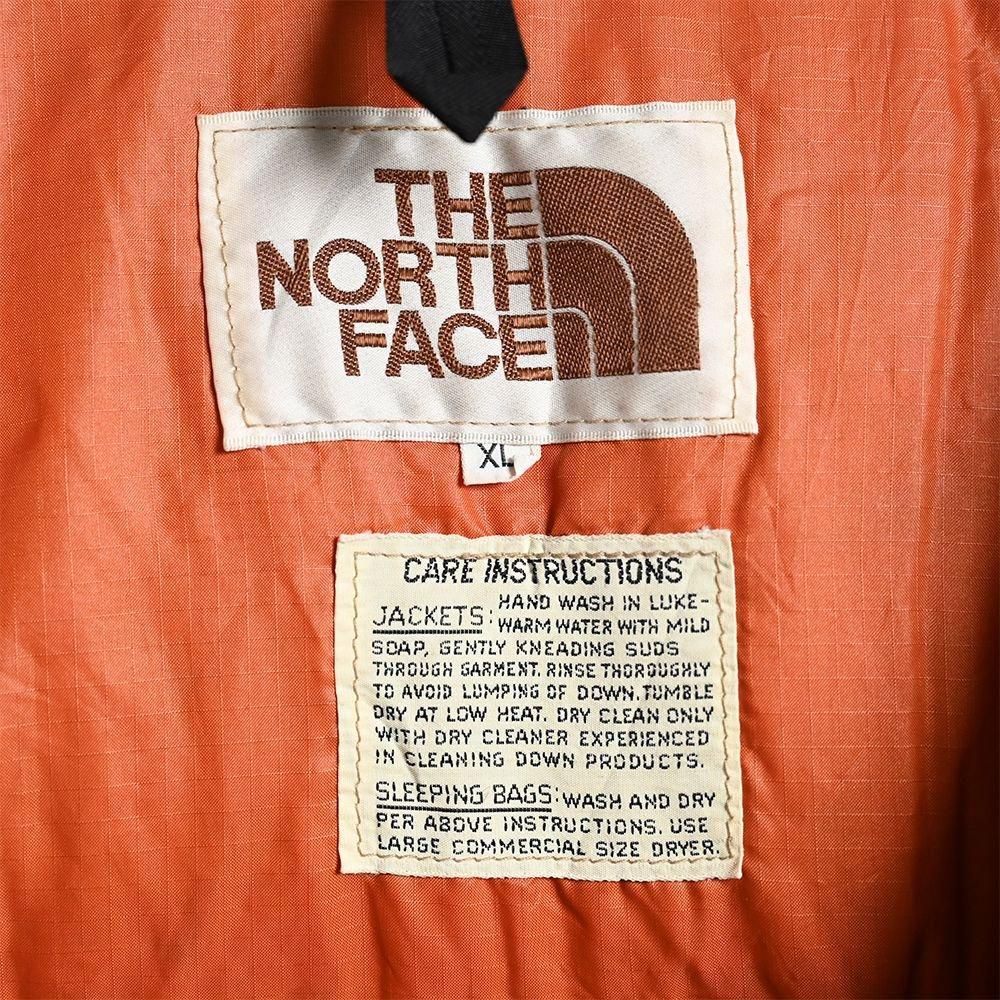 THE
NORTH
FACE
XL
CARE INSTRUCTIONS
JACKETS: HAND WASH IN LUKE-
WARM WATER WITH MILD
SOAP, GENTLY KNEADING SUDS
THROUGH GARMENT. RINSE THOROUGHLY
TO AVOID LUMPING OF DOWN. TUMBLE
DRY AT LOW HEAT. DRY CLEAN ONLY
WITH DRY CLEANER EXPERIENCED
IN CLEANING DOWN PRODUCTS.
SLEEPING BAGS: WASH AND DRY
PER ABOVE INSTRUCTIONS. USE
LARGE COMMERCIAL SIZE DRYER.